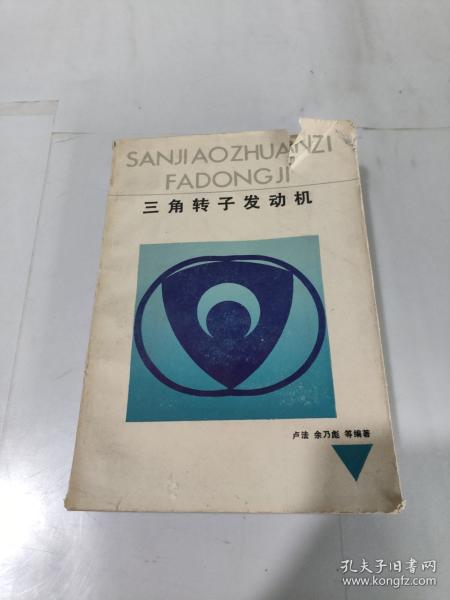 SANJIAOZHUANZI
FADONGJI
三角转子发动机
卢法 余乃彪 等编著
孔夫子旧书网
www.kongfz.com